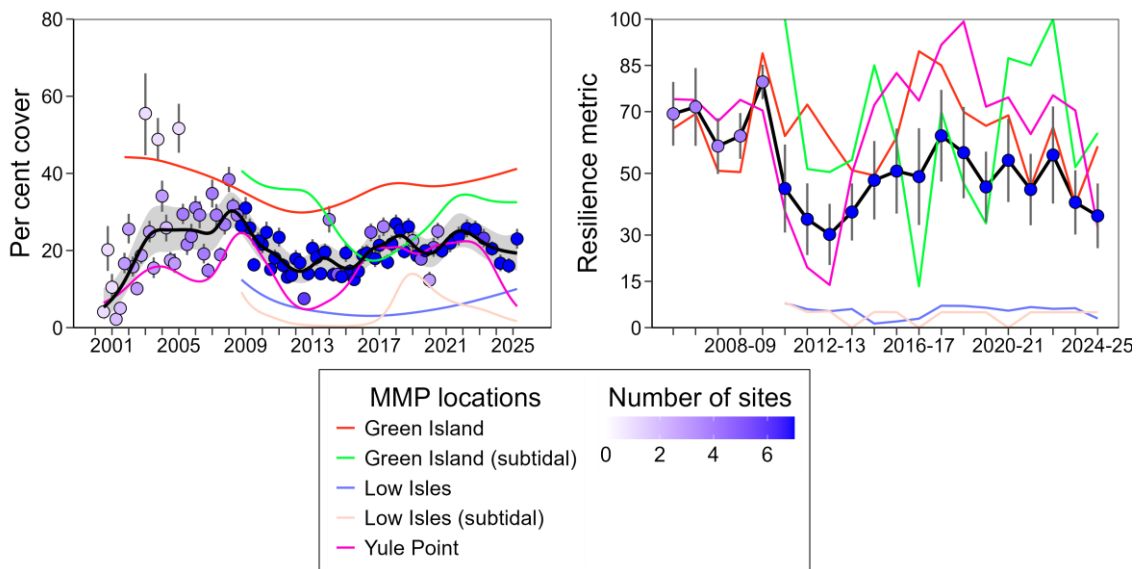 Per cent cover
80
60
40
20
0
2001 2005 2009 2013 2017 2021 2025
Resilience metric
100
85
70
50
30
15
0
2008-09 2012-13 2016-17 2020-21 2024-25
MMP locations
Green Island
Green Island (subtidal)
Low Isles
Low Isles (subtidal)
Yule Point
Number of sites
0 2 4 6